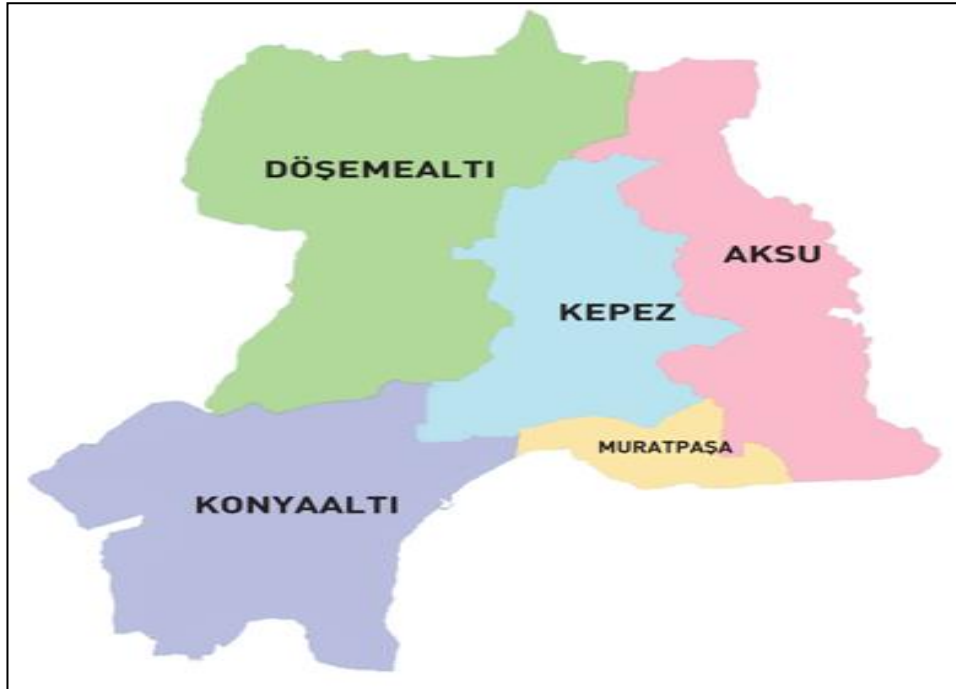 DÖŞEMEALTI
AKSU
KEPEZ
MURATPAŞA
KONYAALTI